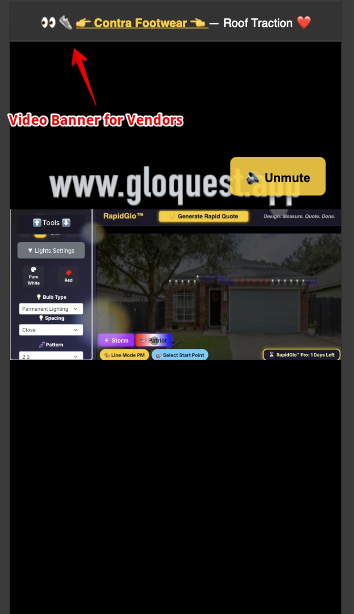 👀👟👉 Contra Footwear 👈 — Roof Traction ❤️
Video Banner for Vendors
🔈 Unmute
www.gloquest.app
⬆️Tools⬇️
RapidGlo™
Generate Rapid Quote
Design. Measure. Quote. Done.
▼ Lights Settings
Pure White
Red
💡 Bulb Type
Permanent Lighting
💡 Spacing
Close
Pattern
2 2
Storm
Patriot
Line Mode PM
Select Start Point
RapidGlo™ Pro: 1 Days Left